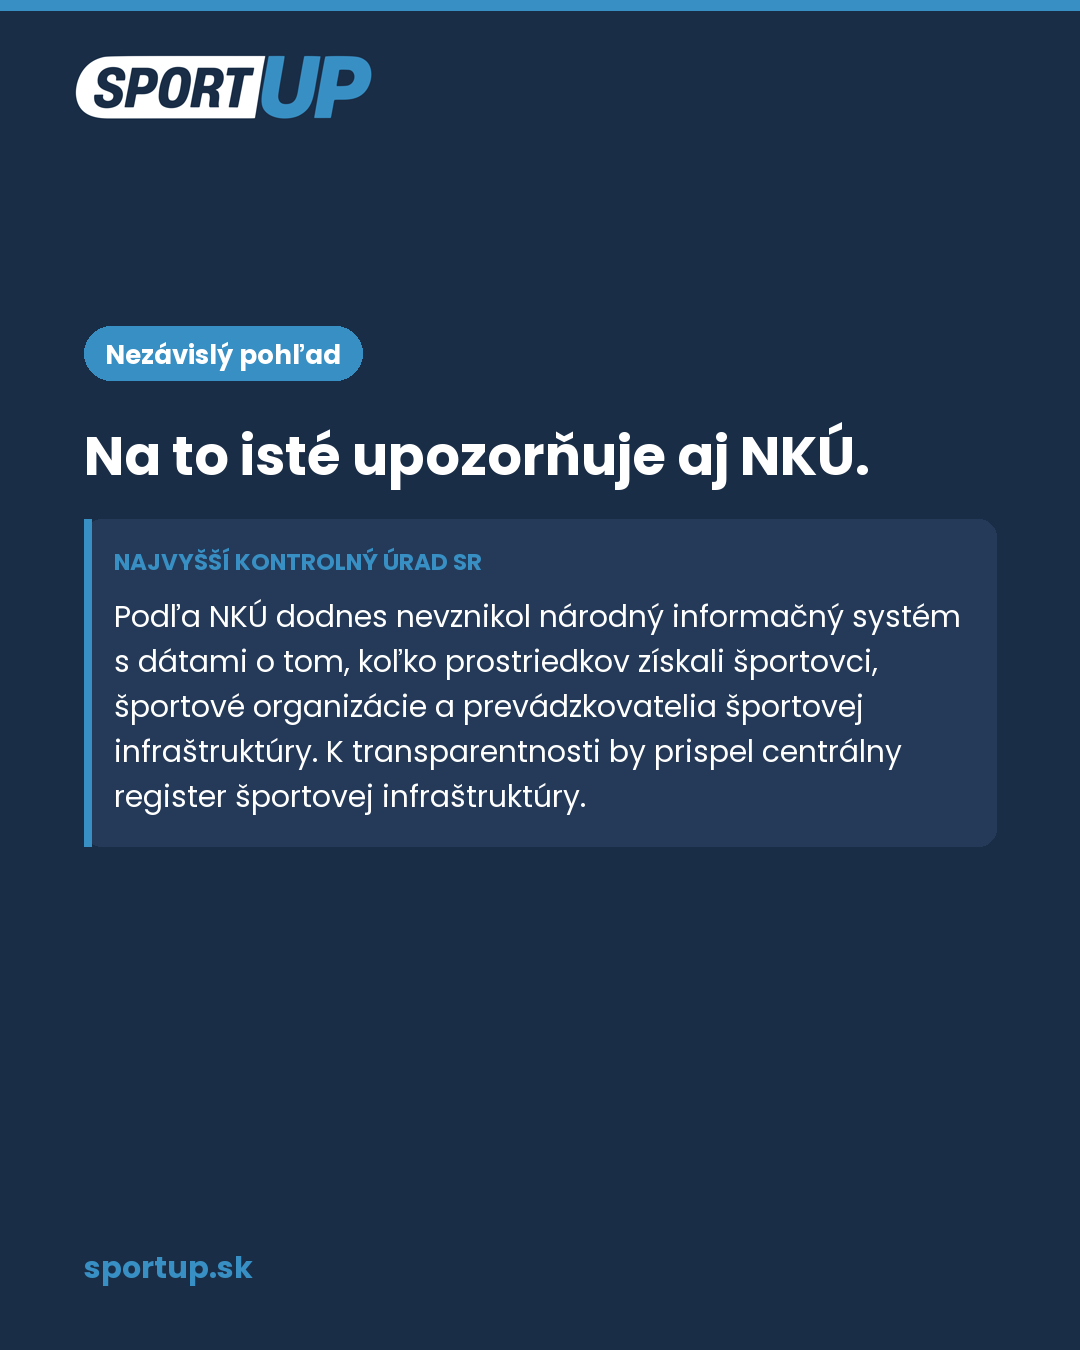 SPORTUP
Nezávislý pohľad
Na to isté upozorňuje aj NKÚ.
NAJVYŠŠÍ KONTROLNÝ ÚRAD SR
Podľa NKÚ dodnes nevznikol národný informačný systém
s dátami o tom, koľko prostriedkov získali športovci,
športové organizácie a prevádzkovatelia športovej
infraštruktúry. K transparentnosti by prispel centrálny
register športovej infraštruktúry.
sportup.sk